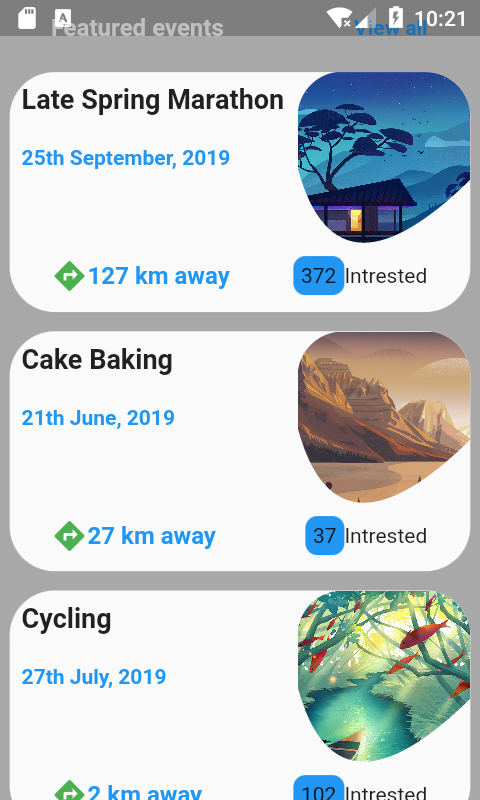 10:21
Featured events View all
Late Spring Marathon
25th September, 2019
127 km away 372 Intrested
Cake Baking
21th June, 2019
27 km away 37 Intrested
Cycling
27th July, 2019
2 km away 102 Intrested